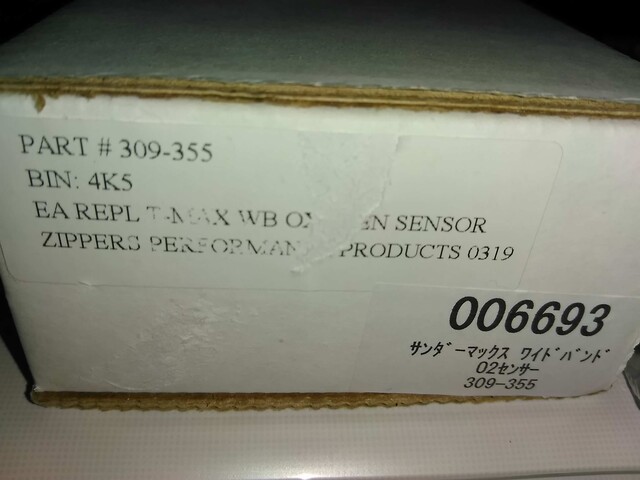 PART # 309-355
BIN: 4K5
EA REPL T-MAX WB SENSOR
ZIPPERS PRODUCTS 0319
006693
ｻﾝﾀﾞｰﾏｯｸｽ ﾜｲﾄﾞﾊﾞﾝﾄﾞ
O2ｾﾝｻｰ
309-355